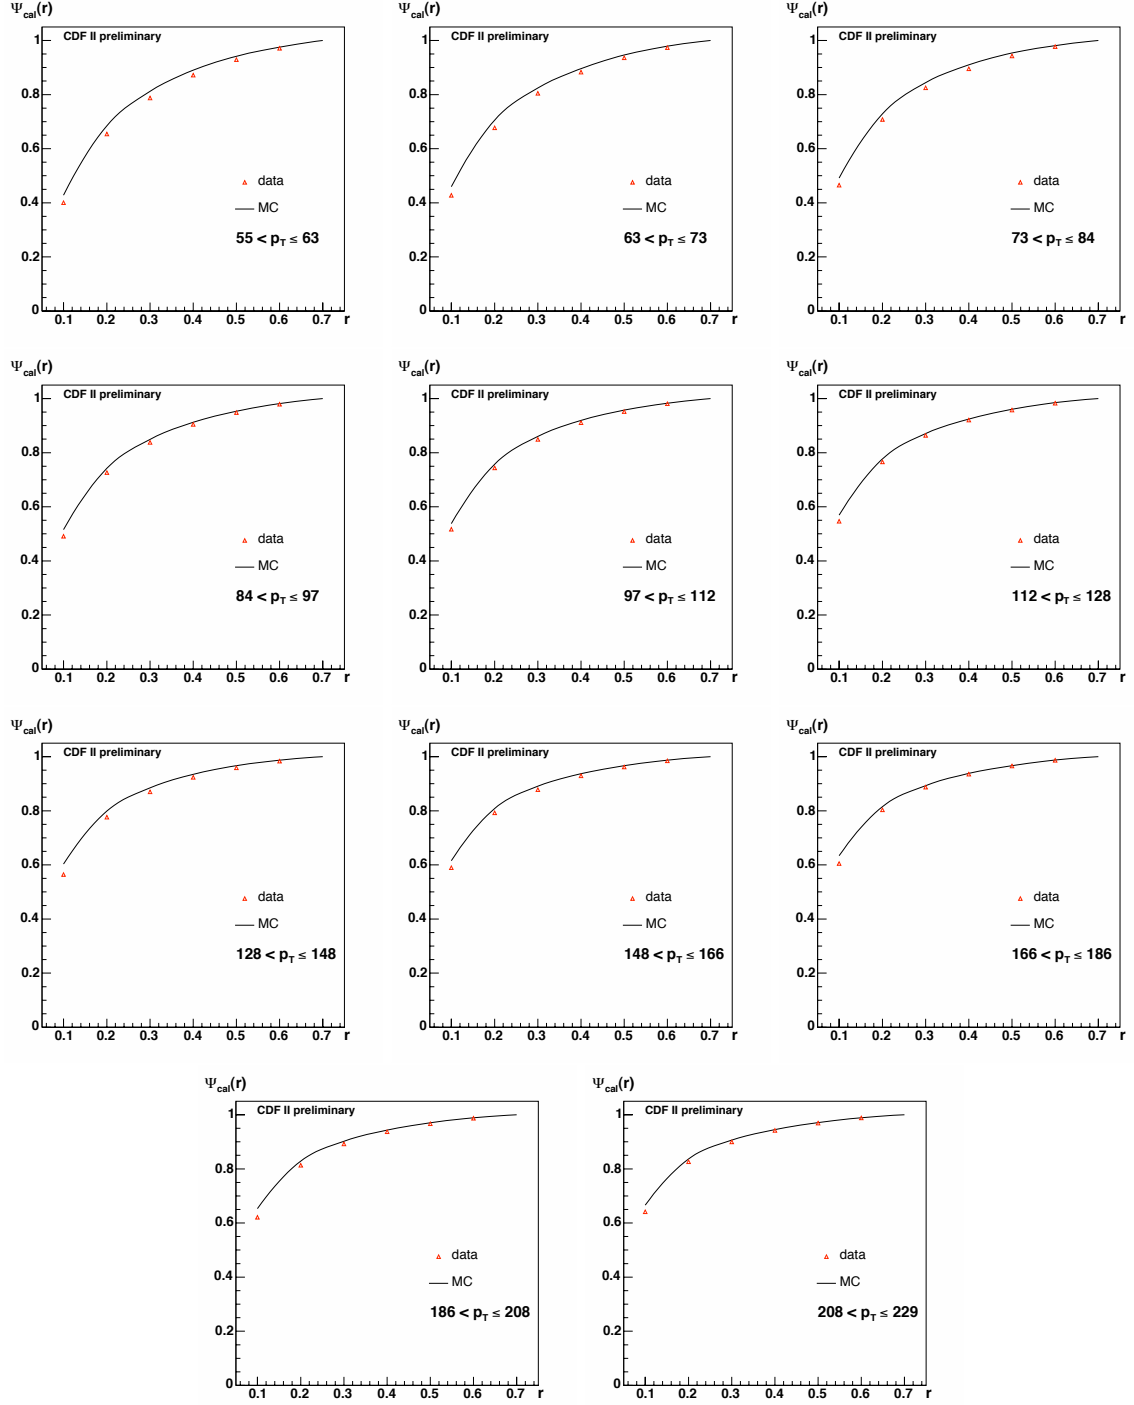 Ψcal(r)
CDF II preliminary
1
0.8
0.6
0.4
0.2
0
data
MC
55 < pT ≤ 63
0.1 0.2 0.3 0.4 0.5 0.6 0.7 r
Ψcal(r)
CDF II preliminary
1
0.8
0.6
0.4
0.2
0
data
MC
63 < pT ≤ 73
0.1 0.2 0.3 0.4 0.5 0.6 0.7 r
Ψcal(r)
CDF II preliminary
1
0.8
0.6
0.4
0.2
0
data
MC
73 < pT ≤ 84
0.1 0.2 0.3 0.4 0.5 0.6 0.7 r
Ψcal(r)
CDF II preliminary
1
0.8
0.6
0.4
0.2
0
data
MC
84 < pT ≤ 97
0.1 0.2 0.3 0.4 0.5 0.6 0.7 r
Ψcal(r)
CDF II preliminary
1
0.8
0.6
0.4
0.2
0
data
MC
97 < pT ≤ 112
0.1 0.2 0.3 0.4 0.5 0.6 0.7 r
Ψcal(r)
CDF II preliminary
1
0.8
0.6
0.4
0.2
0
data
MC
112 < pT ≤ 128
0.1 0.2 0.3 0.4 0.5 0.6 0.7 r
Ψcal(r)
CDF II preliminary
1
0.8
0.6
0.4
0.2
0
data
MC
128 < pT ≤ 148
0.1 0.2 0.3 0.4 0.5 0.6 0.7 r
Ψcal(r)
CDF II preliminary
1
0.8
0.6
0.4
0.2
0
data
MC
148 < pT ≤ 166
0.1 0.2 0.3 0.4 0.5 0.6 0.7 r
Ψcal(r)
CDF II preliminary
1
0.8
0.6
0.4
0.2
0
data
MC
166 < pT ≤ 186
0.1 0.2 0.3 0.4 0.5 0.6 0.7 r
Ψcal(r)
CDF II preliminary
1
0.8
0.6
0.4
0.2
0
data
MC
186 < pT ≤ 208
0.1 0.2 0.3 0.4 0.5 0.6 0.7 r
Ψcal(r)
CDF II preliminary
1
0.8
0.6
0.4
0.2
0
data
MC
208 < pT ≤ 229
0.1 0.2 0.3 0.4 0.5 0.6 0.7 r